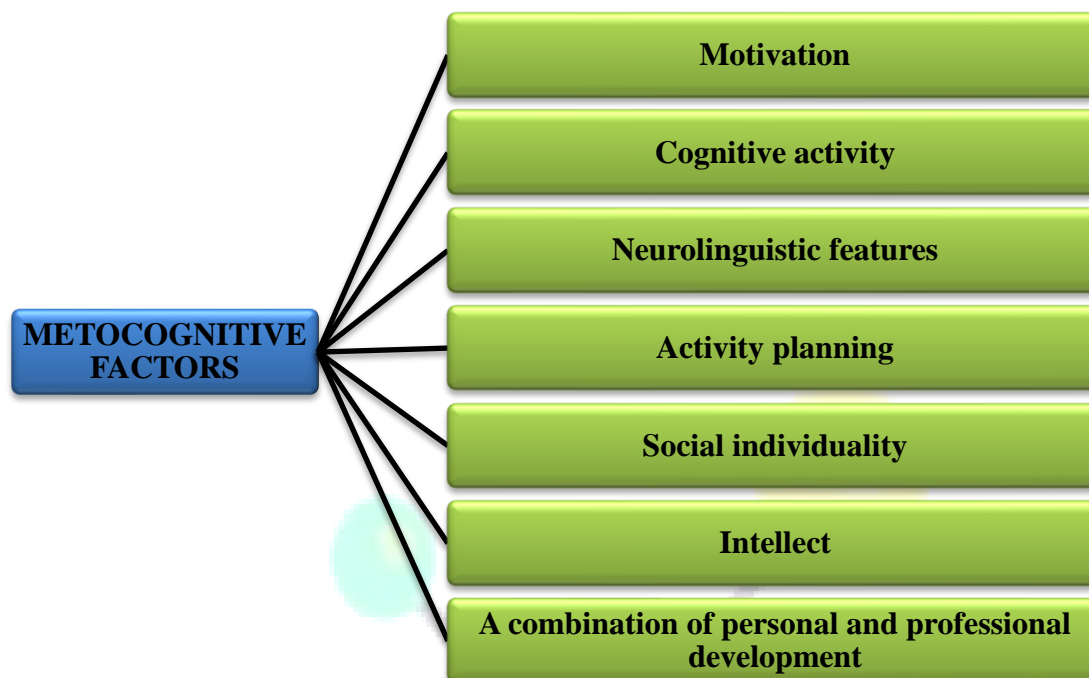 Motivation
Cognitive activity
Neurolinguistic features
METOCOGNITIVE
FACTORS
Activity planning
Social individuality
Intellect
A combination of personal and professional
development